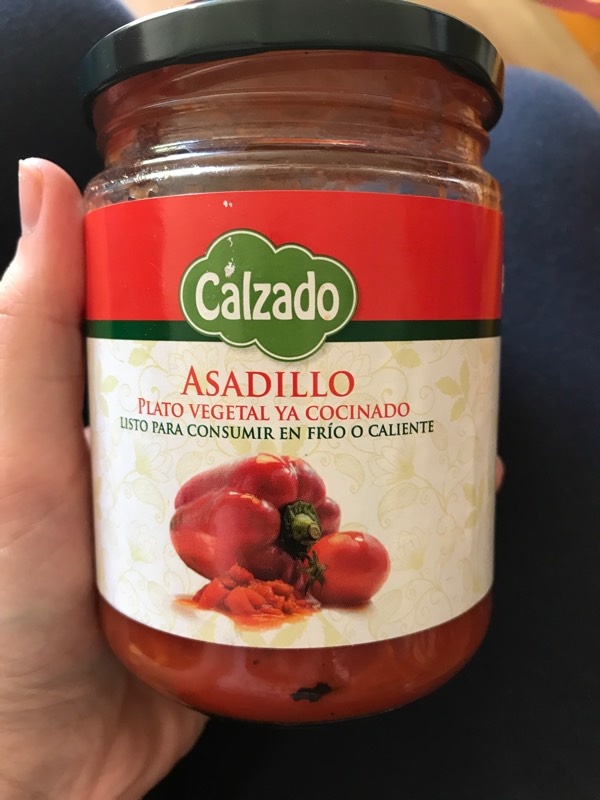 Calzado
ASADILLO
PLATO VEGETAL YA COCINADO
LISTO PARA CONSUMIR EN FRÍO O CALIENTE